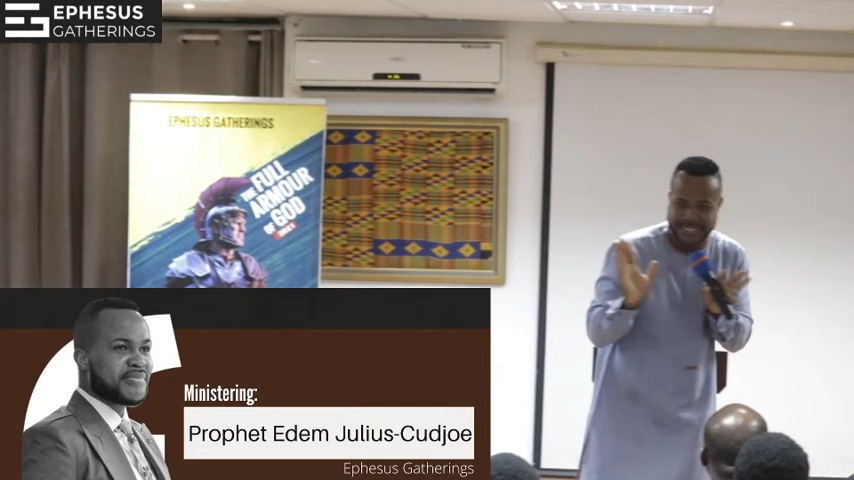 EPHESUS
GATHERINGS
EPHESUS GATHERINGS
THE FULL
ARMOUR
OF GOD
Ministering:
Prophet Edem Julius-Cudjoe
Ephesus Gatherings